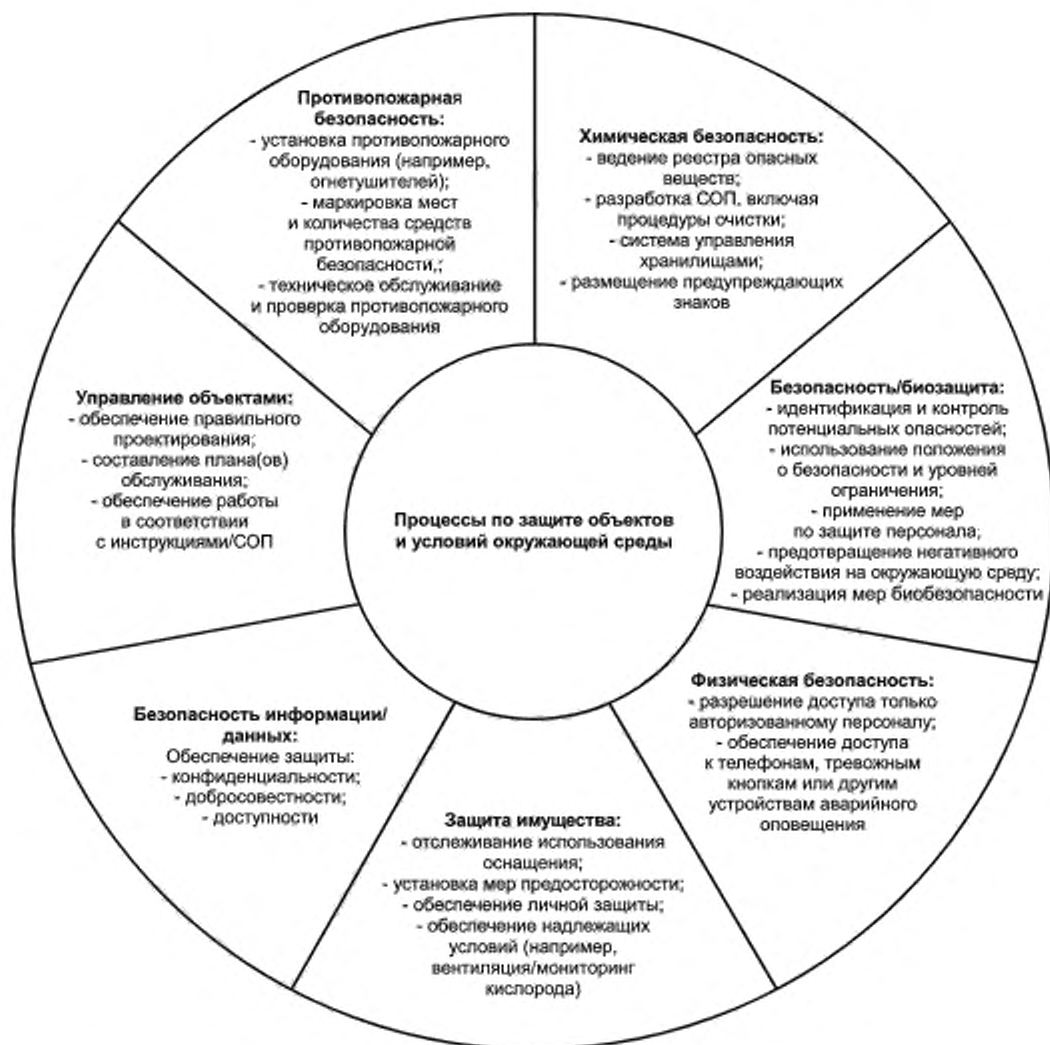 Противопожарная
безопасность:
- установка противопожарного
оборудования (например,
огнетушителей);
- маркировка мест
и количества средств
противопожарной
безопасности,;
- техническое обслуживание
и проверка противопожарного
оборудования
Химическая безопасность:
- ведение реестра опасных
веществ;
- разработка СОП, включая
процедуры очистки;
- система управления
хранилищами;
- размещение предупреждающих
знаков
Безопасность/биозащита:
- идентификация и контроль
потенциальных опасностей;
- использование положения
о безопасности и уровней
ограничения;
- применение мер
по защите персонала;
- предотвращение негативного
воздействия на окружающую среду;
- реализация мер биобезопасности
Физическая безопасность:
- разрешение доступа только
авторизованному персоналу;
- обеспечение доступа
к телефонам, тревожным
кнопкам или другим
устройствам аварийного
оповещения
Защита имущества:
- отслеживание использования
оснащения;
- установка мер предосторожности;
- обеспечение личной защиты;
- обеспечение надлежащих
условий (например,
вентиляция/мониторинг
кислорода)
Безопасность информации/
данных:
Обеспечение защиты:
- конфиденциальности;
- добросовестности;
- доступности
Управление объектами:
- обеспечение правильного
проектирования;
- составление плана(ов)
обслуживания;
- обеспечение работы
в соответствии
с инструкциями/СОП
Процессы по защите объектов
и условий окружающей среды